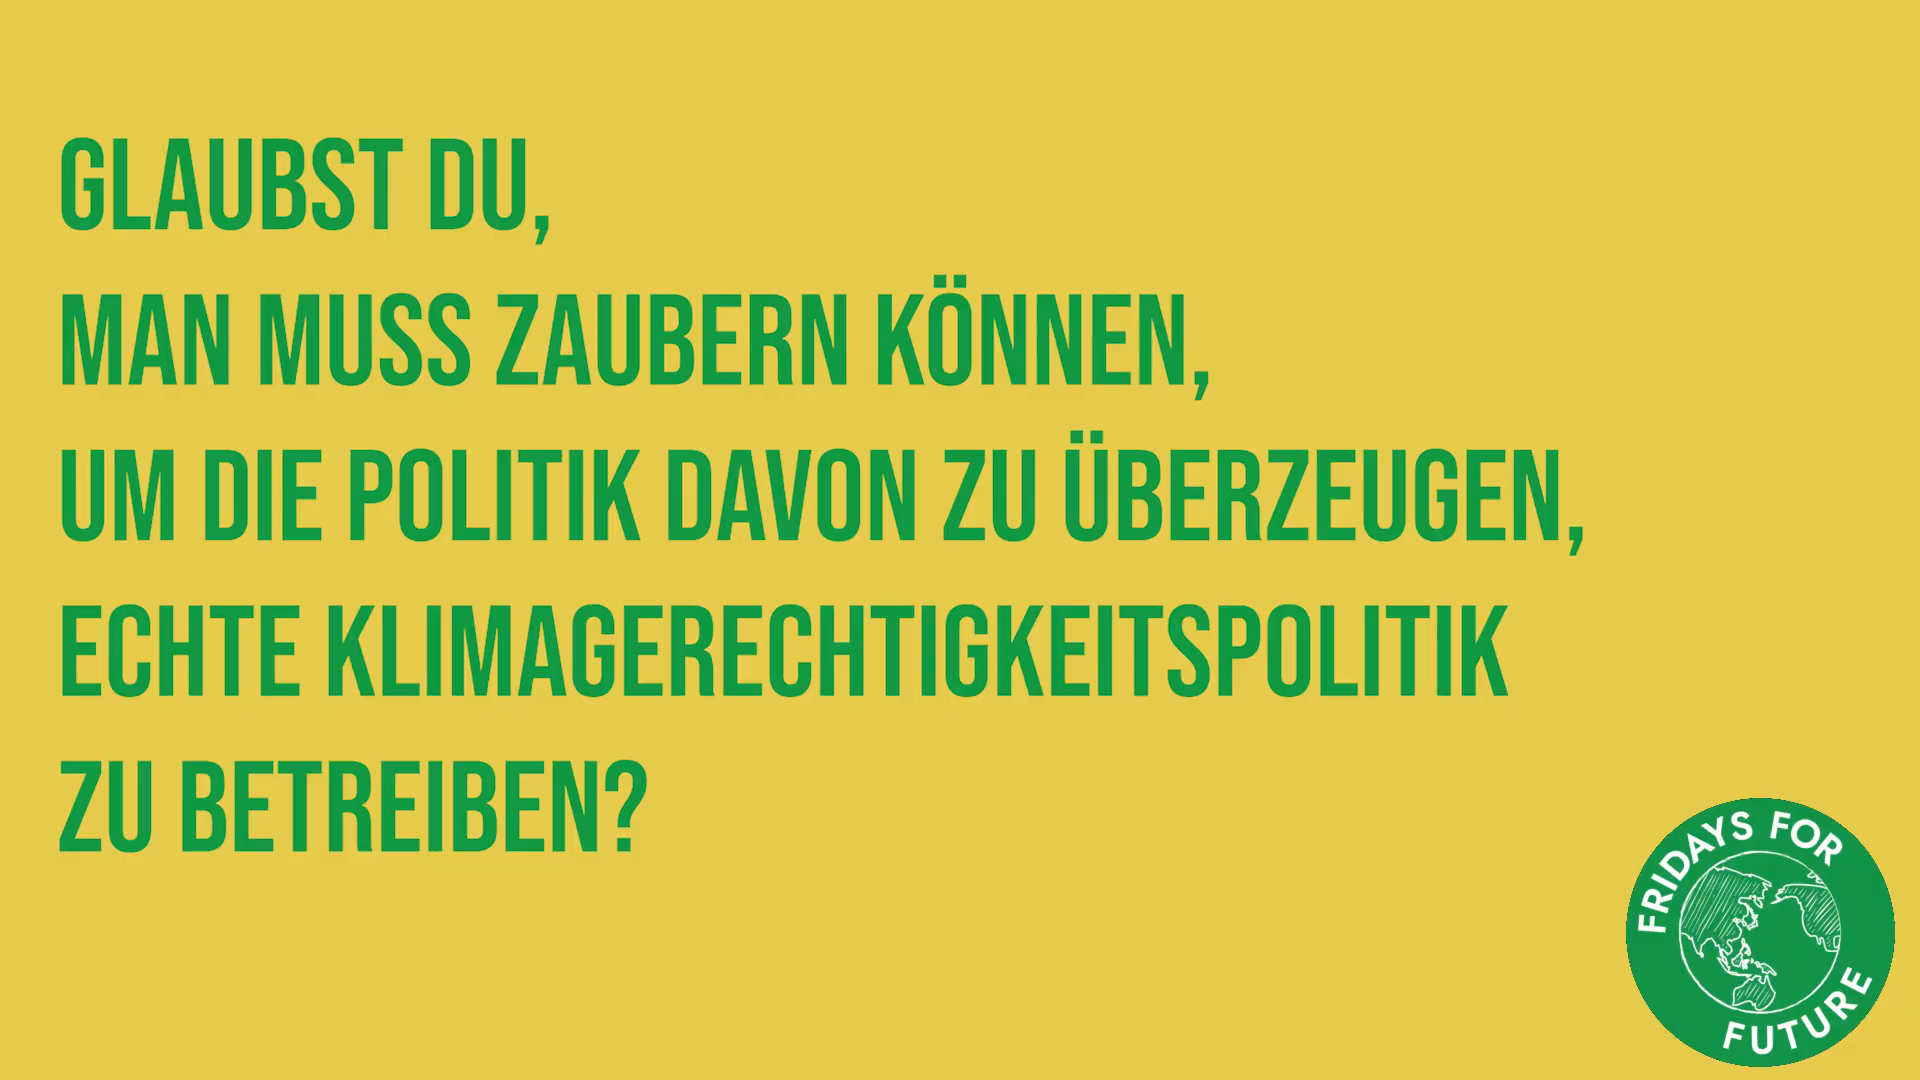 GLAUBST DU,
MAN MUSS ZAUBERN KÖNNEN,
UM DIE POLITIK DAVON ZU ÜBERZEUGEN,
ECHTE KLIMAGERECHTIGKEITSPOLITIK
ZU BETREIBEN?
FRIDAYS FOR
FUTURE